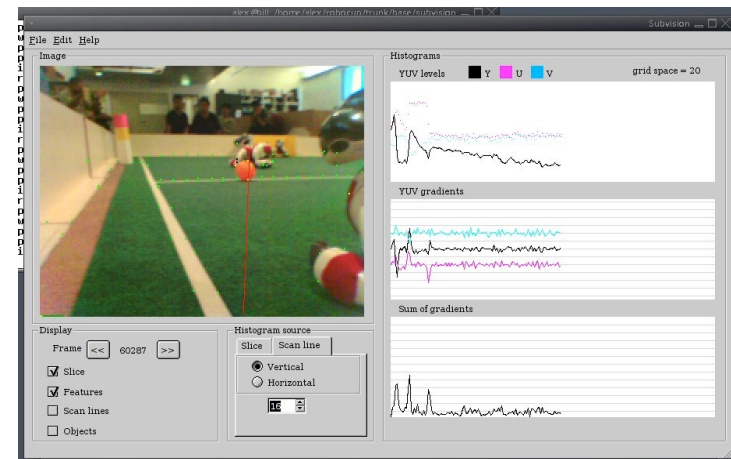 alex@bill: /home/alex/robocup/trunk/base/subvision
Subvision
File Edit Help
Image
Histograms
YUV levels Y U V grid space = 20
YUV gradients
Sum of gradients
Display
Frame << 60287 >>
Slice
Features
Scan lines
Objects
Histogram source
Slice Scan line
Vertical
Horizontal
16